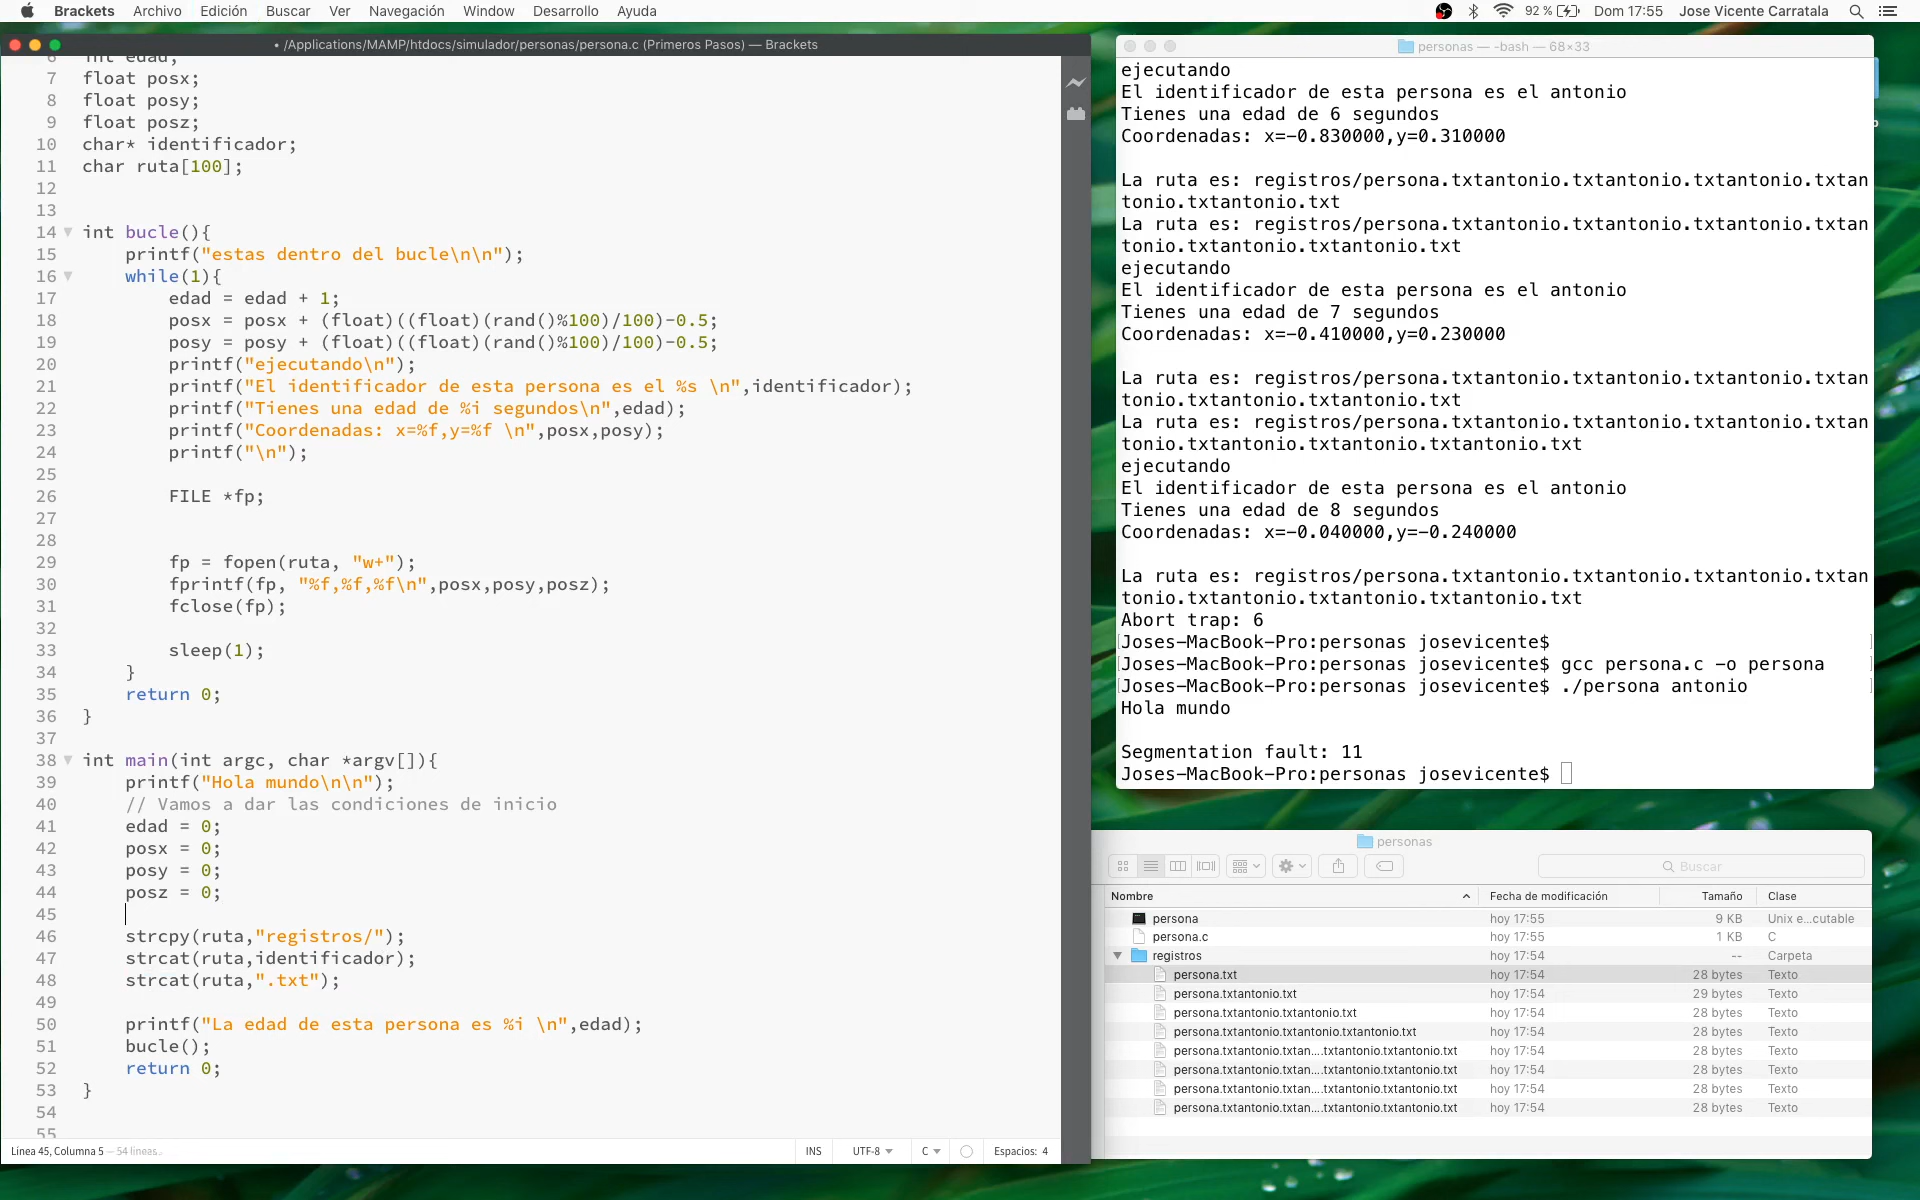 Brackets Archivo Edición Buscar Ver Navegación Window Desarrollo Ayuda 92 % Dom 17:55 Jose Vicente Carratala
• /Applications/MAMP/htdocs/simulador/personas/persona.c (Primeros Pasos) — Brackets
6 int edad;
7 float posx;
8 float posy;
9 float posz;
10 char* identificador;
11 char ruta[100];
12
13
14 int bucle(){
15 printf("estas dentro del bucle\n\n");
16 while(1){
17 edad = edad + 1;
18 posx = posx + (float)((float)(rand()%100)/100)-0.5;
19 posy = posy + (float)((float)(rand()%100)/100)-0.5;
20 printf("ejecutando\n");
21 printf("El identificador de esta persona es el %s \n",identificador);
22 printf("Tienes una edad de %i segundos\n",edad);
23 printf("Coordenadas: x=%f,y=%f \n",posx,posy);
24 printf("\n");
25
26 FILE *fp;
27
28
29 fp = fopen(ruta, "w+");
30 fprintf(fp, "%f,%f,%f\n",posx,posy,posz);
31 fclose(fp);
32
33 sleep(1);
34 }
35 return 0;
36 }
37
38 int main(int argc, char *argv[]){
39 printf("Hola mundo\n\n");
40 // Vamos a dar las condiciones de inicio
41 edad = 0;
42 posx = 0;
43 posy = 0;
44 posz = 0;
45
46 strcpy(ruta,"registros/");
47 strcat(ruta,identificador);
48 strcat(ruta,".txt");
49
50 printf("La edad de esta persona es %i \n",edad);
51 bucle();
52 return 0;
53 }
54
55
Línea 45, Columna 5 — 54 líneas INS UTF-8 C Espacios: 4
personas — -bash — 68×33
ejecutando
El identificador de esta persona es el antonio
Tienes una edad de 6 segundos
Coordenadas: x=-0.830000,y=0.310000
La ruta es: registros/persona.txtantonio.txtantonio.txtantonio.txtan
tonio.txtantonio.txt
La ruta es: registros/persona.txtantonio.txtantonio.txtantonio.txtan
tonio.txtantonio.txtantonio.txt
ejecutando
El identificador de esta persona es el antonio
Tienes una edad de 7 segundos
Coordenadas: x=-0.410000,y=0.230000
La ruta es: registros/persona.txtantonio.txtantonio.txtantonio.txtan
tonio.txtantonio.txtantonio.txt
La ruta es: registros/persona.txtantonio.txtantonio.txtantonio.txtan
tonio.txtantonio.txtantonio.txtantonio.txt
ejecutando
El identificador de esta persona es el antonio
Tienes una edad de 8 segundos
Coordenadas: x=-0.040000,y=-0.240000
La ruta es: registros/persona.txtantonio.txtantonio.txtantonio.txtan
tonio.txtantonio.txtantonio.txtantonio.txt
Abort trap: 6
[Joses-MacBook-Pro:personas josevicente$ ]
[Joses-MacBook-Pro:personas josevicente$ gcc persona.c -o persona ]
[Joses-MacBook-Pro:personas josevicente$ ./persona antonio ]
Hola mundo
Segmentation fault: 11
Joses-MacBook-Pro:personas josevicente$
personas
Buscar
Nombre Fecha de modificación Tamaño Clase
persona hoy 17:55 9 KB Unix e...cutable
persona.c hoy 17:55 1 KB C
registros hoy 17:54 -- Carpeta
persona.txt hoy 17:54 28 bytes Texto
persona.txtantonio.txt hoy 17:54 29 bytes Texto
persona.txtantonio.txtantonio.txt hoy 17:54 28 bytes Texto
persona.txtantonio.txtantonio.txtantonio.txt hoy 17:54 28 bytes Texto
persona.txtantonio.txtan....txtantonio.txtantonio.txt hoy 17:54 28 bytes Texto
persona.txtantonio.txtan....txtantonio.txtantonio.txt hoy 17:54 28 bytes Texto
persona.txtantonio.txtan....txtantonio.txtantonio.txt hoy 17:54 28 bytes Texto
persona.txtantonio.txtan....txtantonio.txtantonio.txt hoy 17:54 28 bytes Texto